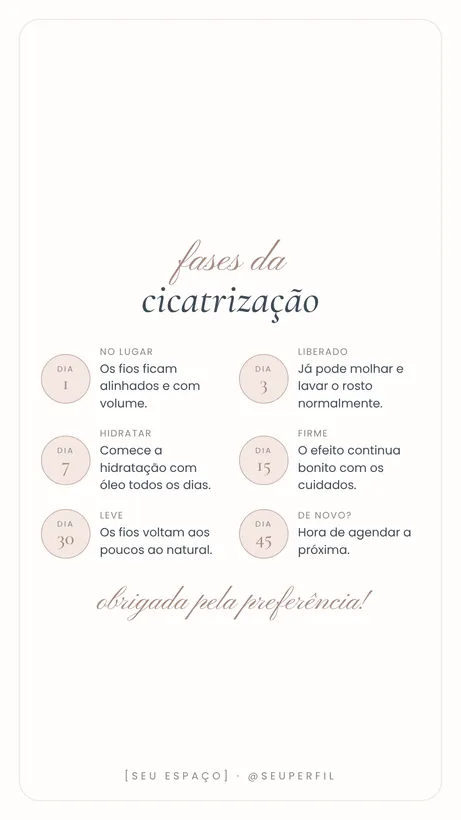 fases da
cicatrização
DIA
1
NO LUGAR
Os fios ficam
alinhados e com
volume.
DIA
3
LIBERADO
Já pode molhar e
lavar o rosto
normalmente.
DIA
7
HIDRATAR
Comece a
hidratação com
óleo todos os dias.
DIA
15
FIRME
O efeito continua
bonito com os
cuidados.
DIA
30
LEVE
Os fios voltam aos
poucos ao natural.
DIA
45
DE NOVO?
Hora de agendar a
próxima.
obrigada pela preferência!
[SEU ESPAÇO] · @SEUPERFIL